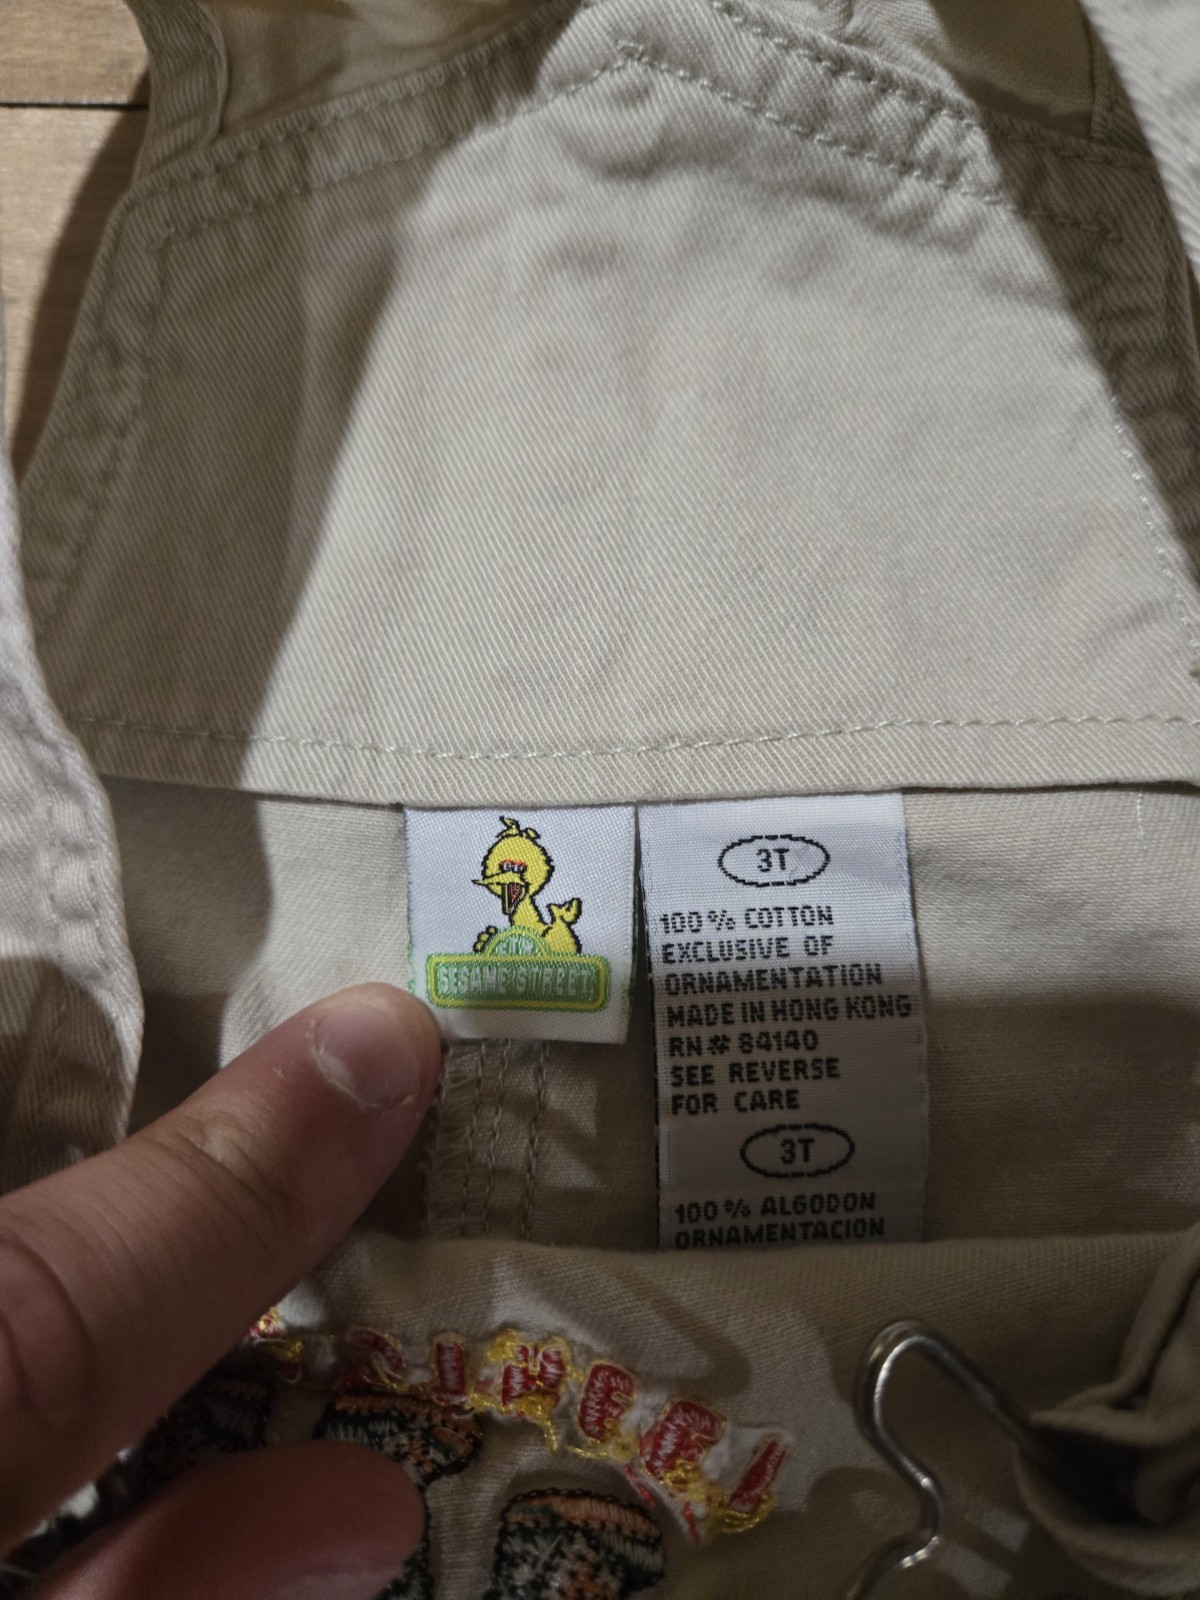 123
SESAME STREET
3T
100% COTTON
EXCLUSIVE OF
ORNAMENTATION
MADE IN HONG KONG
RN# 84140
SEE REVERSE
FOR CARE
3T
100% ALGODON
ORNAMENTACION